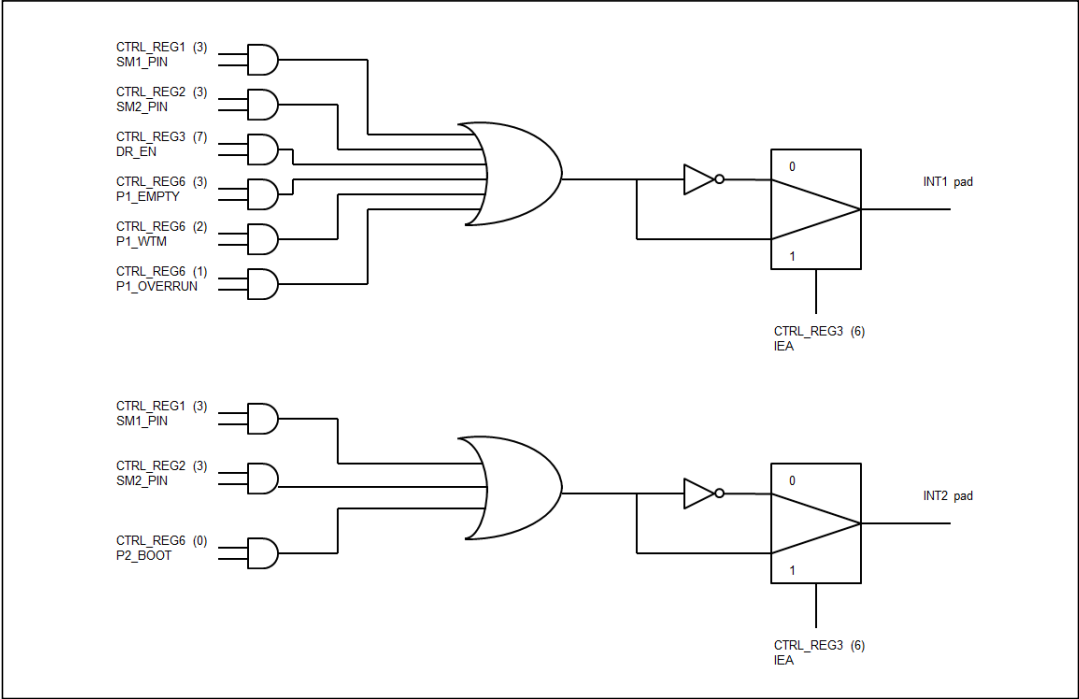 CTRL_REG1 (3)
SM1_PIN
CTRL_REG2 (3)
SM2_PIN
CTRL_REG3 (7)
DR_EN
CTRL_REG6 (3)
P1_EMPTY
CTRL_REG6 (2)
P1_WTM
CTRL_REG6 (1)
P1_OVERRUN
0
1
INT1 pad
CTRL_REG3 (6)
IEA
CTRL_REG1 (3)
SM1_PIN
CTRL_REG2 (3)
SM2_PIN
CTRL_REG6 (0)
P2_BOOT
0
1
INT2 pad
CTRL_REG3 (6)
IEA